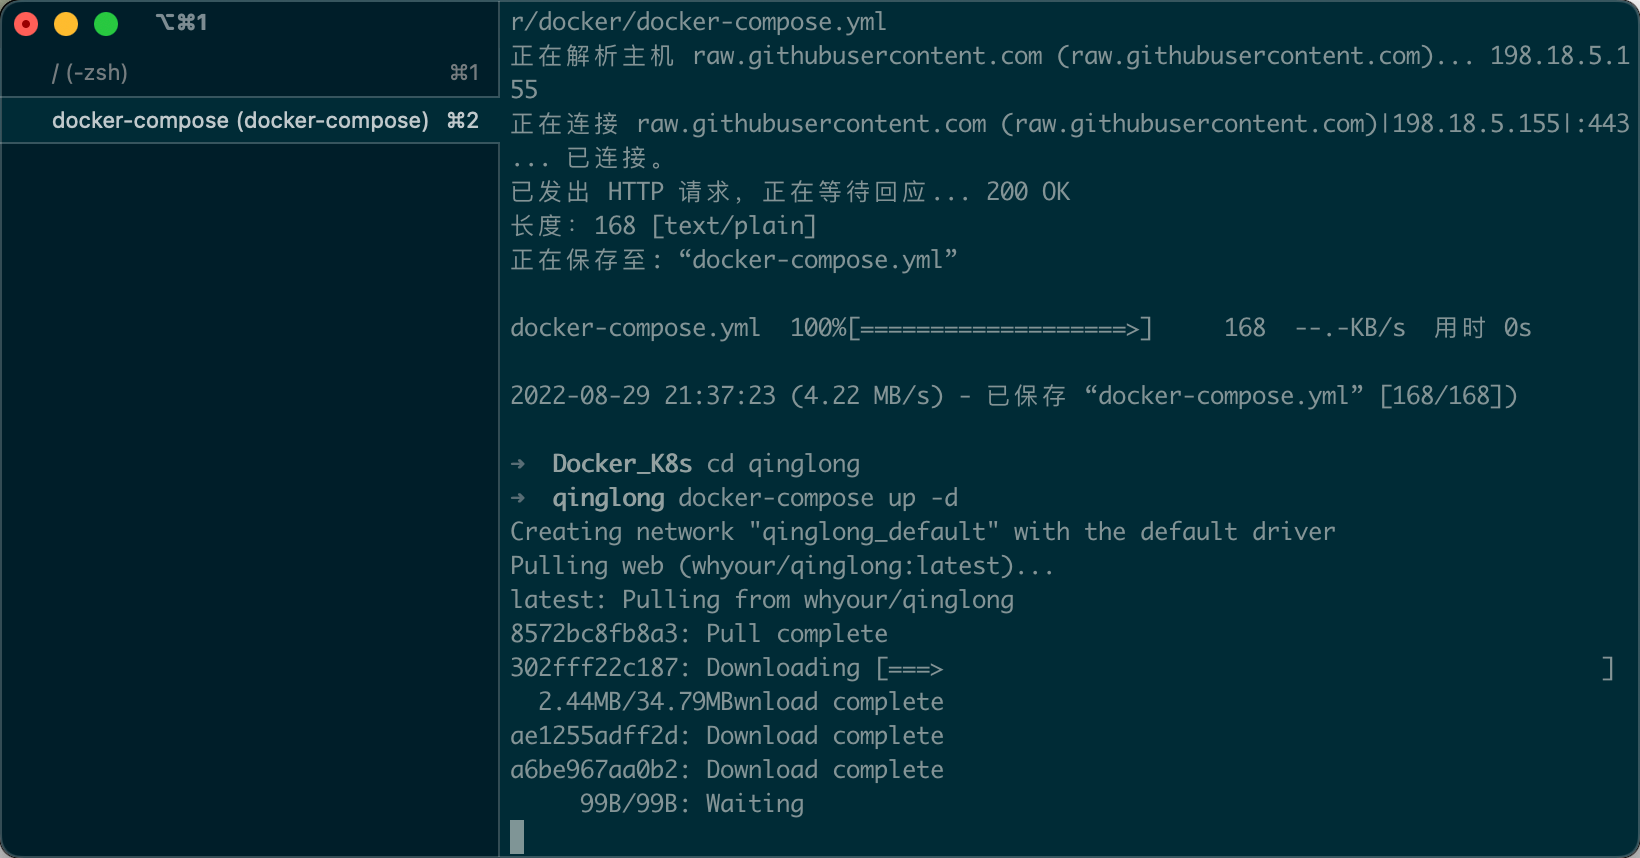 ⌥⌘1
/ (-zsh) ⌘1
docker-compose (docker-compose) ⌘2
r/docker/docker-compose.yml
正在解析主机 raw.githubusercontent.com (raw.githubusercontent.com)... 198.18.5.1
55
正在连接 raw.githubusercontent.com (raw.githubusercontent.com)|198.18.5.155|:443
... 已连接。
已发出 HTTP 请求，正在等待回应... 200 OK
长度：168 [text/plain]
正在保存至: “docker-compose.yml”
docker-compose.yml  100%[===================>]     168  --.-KB/s  用时 0s
2022-08-29 21:37:23 (4.22 MB/s) - 已保存 “docker-compose.yml” [168/168])
➜  Docker_K8s cd qinglong
➜  qinglong docker-compose up -d
Creating network "qinglong_default" with the default driver
Pulling web (whyour/qinglong:latest)...
latest: Pulling from whyour/qinglong
8572bc8fb8a3: Pull complete
302fff22c187: Downloading [===>                                               ]
  2.44MB/34.79MBwnload complete
ae1255adff2d: Download complete
a6be967aa0b2: Download complete
     99B/99B: Waiting